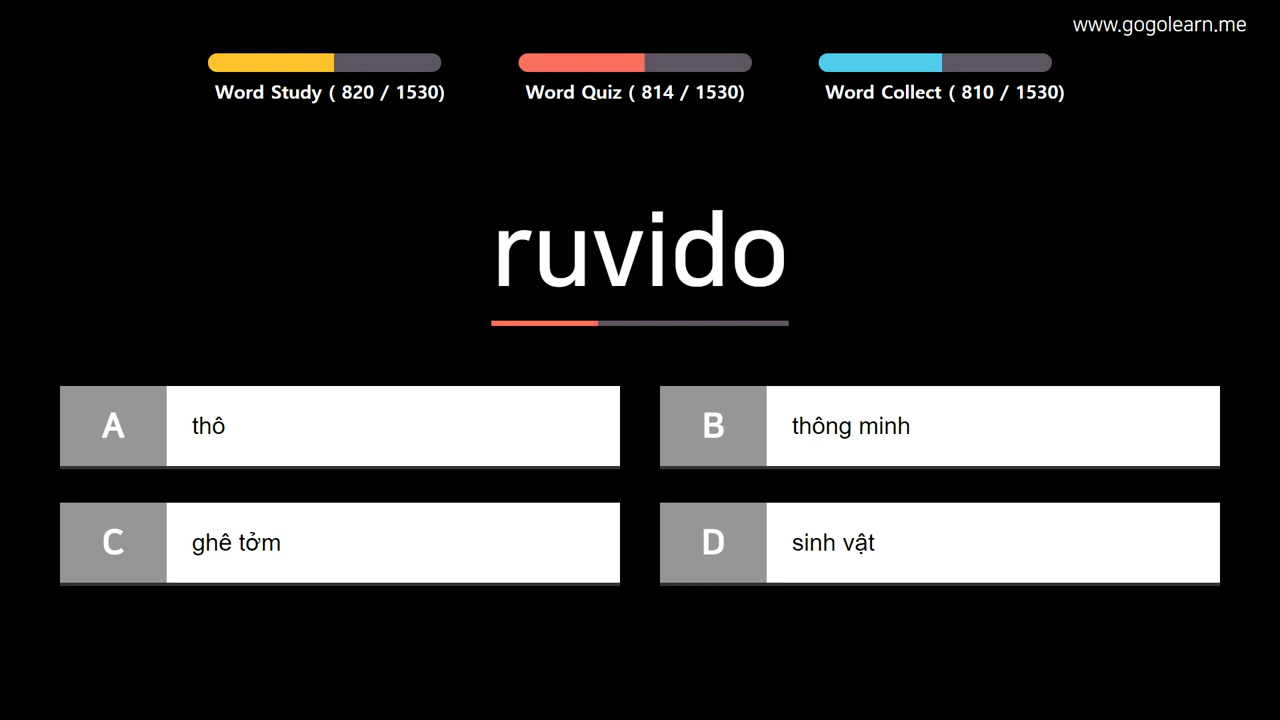 www.gogolearn.me
Word Study ( 820 / 1530)
Word Quiz ( 814 / 1530)
Word Collect ( 810 / 1530)
ruvido
A thô
B thông minh
C ghê tởm
D sinh vật